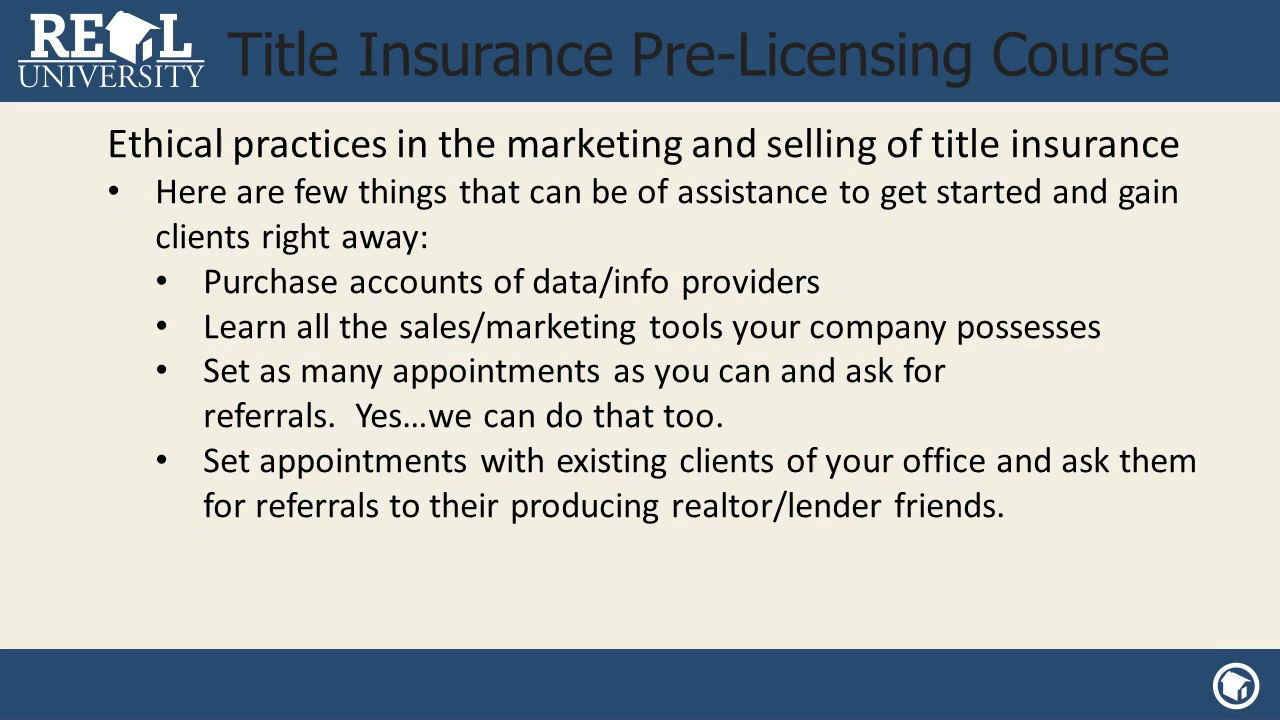 REAL
UNIVERSITY
Title Insurance Pre-Licensing Course
Ethical practices in the marketing and selling of title insurance
• Here are few things that can be of assistance to get started and gain
clients right away:
• Purchase accounts of data/info providers
• Learn all the sales/marketing tools your company possesses
• Set as many appointments as you can and ask for
referrals.  Yes…we can do that too.
• Set appointments with existing clients of your office and ask them
for referrals to their producing realtor/lender friends.